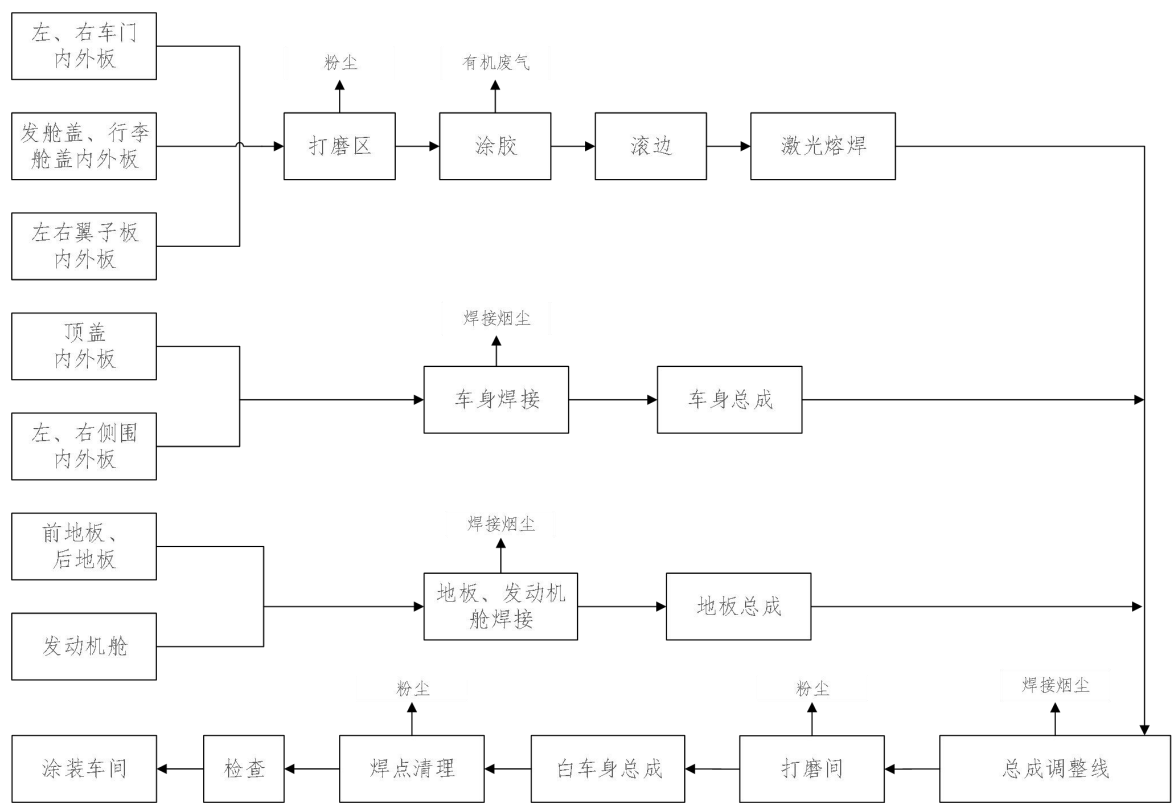 左、右车门
内外板
粉尘
有机废气
发舱盖、行李
舱盖内外板
打磨区
涂胶
滚边
激光熔焊
左右翼子板
内外板
顶盖
内外板
焊接烟尘
车身焊接
车身总成
左、右侧围
内外板
前地板、
后地板
焊接烟尘
地板、发动机
舱焊接
地板总成
发动机舱
粉尘
粉尘
焊接烟尘
涂装车间
检查
焊点清理
白车身总成
打磨间
总成调整线